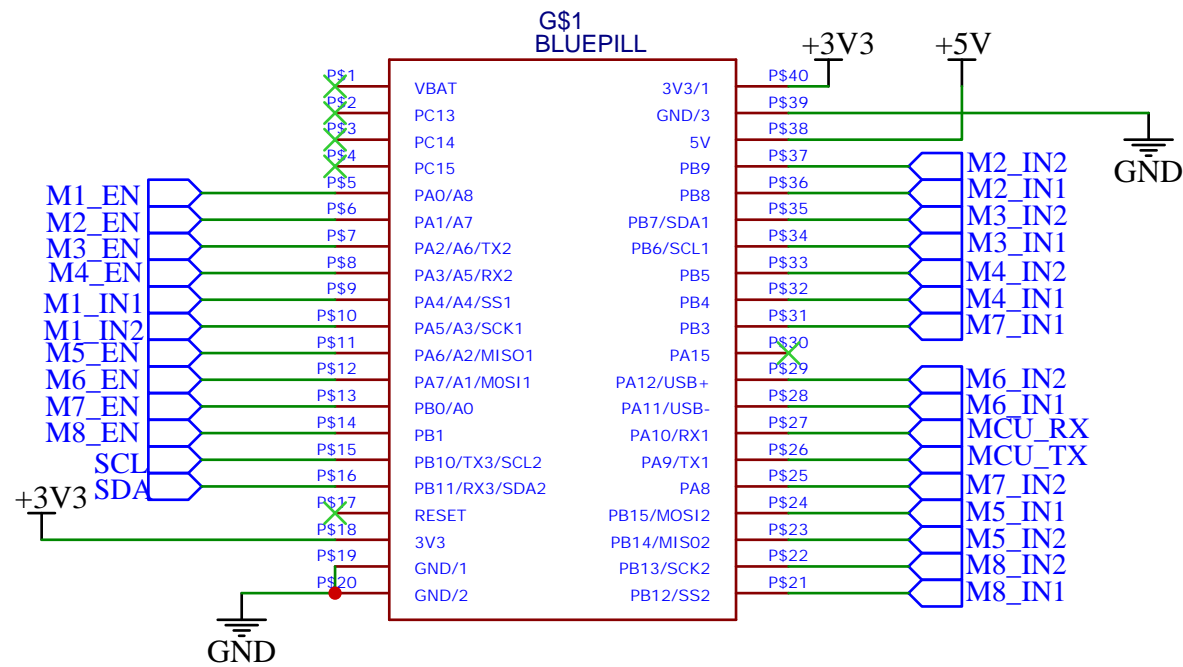 G$1
BLUEPILL
+3V3
+5V
GND
P$1 VBAT
P$2 PC13
P$3 PC14
P$4 PC15
M1_EN P$5 PA0/A8
M2_EN P$6 PA1/A7
M3_EN P$7 PA2/A6/TX2
M4_EN P$8 PA3/A5/RX2
M1_IN1 P$9 PA4/A4/SS1
M1_IN2 P$10 PA5/A3/SCK1
M5_EN P$11 PA6/A2/MISO1
M6_EN P$12 PA7/A1/MOSI1
M7_EN P$13 PB0/A0
M8_EN P$14 PB1
SCL P$15 PB10/TX3/SCL2
SDA P$16 PB11/RX3/SDA2
P$17 RESET
+3V3 P$18 3V3
P$19 GND/1
P$20 GND/2
GND
3V3/1 P$40
GND/3 P$39
5V P$38
PB9 P$37 M2_IN2
PB8 P$36 M2_IN1
PB7/SDA1 P$35 M3_IN2
PB6/SCL1 P$34 M3_IN1
PB5 P$33 M4_IN2
PB4 P$32 M4_IN1
PB3 P$31 M7_IN1
PA15 P$30
PA12/USB+ P$29 M6_IN2
PA11/USB- P$28 M6_IN1
PA10/RX1 P$27 MCU_RX
PA9/TX1 P$26 MCU_TX
PA8 P$25 M7_IN2
PB15/MOSI2 P$24 M5_IN1
PB14/MISO2 P$23 M5_IN2
PB13/SCK2 P$22 M8_IN2
PB12/SS2 P$21 M8_IN1